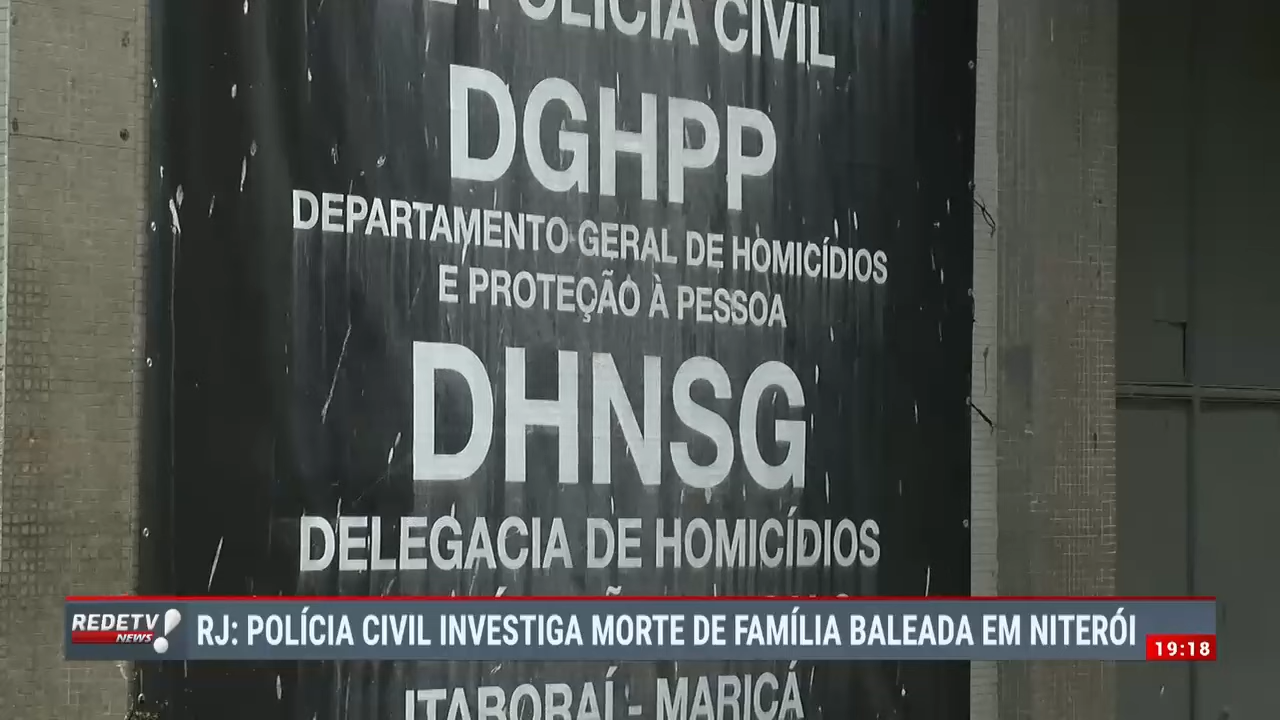 POLÍCIA CIVIL
DGHPP
DEPARTAMENTO GERAL DE HOMICÍDIOS
E PROTEÇÃO À PESSOA
DHNSG
DELEGACIA DE HOMICÍDIOS
REDETV!
NEWS
RJ: POLÍCIA CIVIL INVESTIGA MORTE DE FAMÍLIA BALEADA EM NITERÓI
19:18
ITABORAÍ - MARICÁ